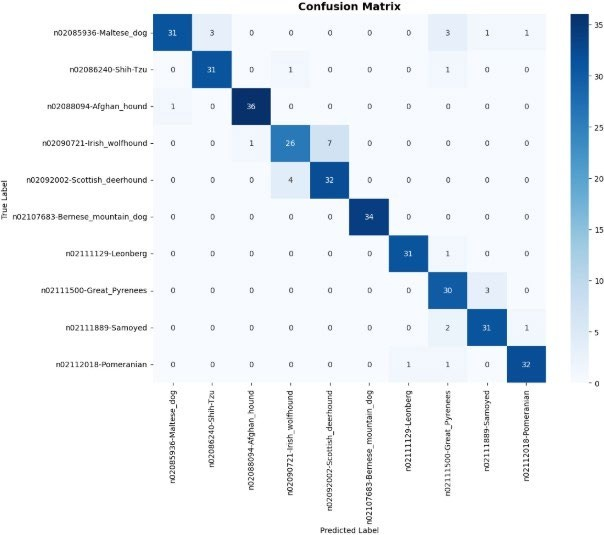 Confusion Matrix
n02085936-Maltese_dog 31 3 0 0 0 0 0 3 1 1
n02086240-Shih-Tzu 0 31 0 1 0 0 0 1 0 0
n02088094-Afghan_hound 1 0 36 0 0 0 0 0 0 0
n02090721-Irish_wolfhound 0 0 1 26 7 0 0 0 0 0
n02092002-Scottish_deerhound 0 0 0 4 32 0 0 0 0 0
n02107683-Bernese_mountain_dog 0 0 0 0 0 34 0 0 0 0
n02111129-Leonberg 0 0 0 0 0 0 31 1 0 0
n02111500-Great_Pyrenees 0 0 0 0 0 0 0 30 3 0
n02111889-Samoyed 0 0 0 0 0 0 0 2 31 1
n02112018-Pomeranian 0 0 0 0 0 0 1 1 0 32
True Label
n02085936-Maltese_dog
n02086240-Shih-Tzu
n02088094-Afghan_hound
n02090721-Irish_wolfhound
n02092002-Scottish_deerhound
n02107683-Bernese_mountain_dog
n02111129-Leonberg
n02111500-Great_Pyrenees
n02111889-Samoyed
n02112018-Pomeranian
Predicted Label
35
30
25
20
15
10
5
0